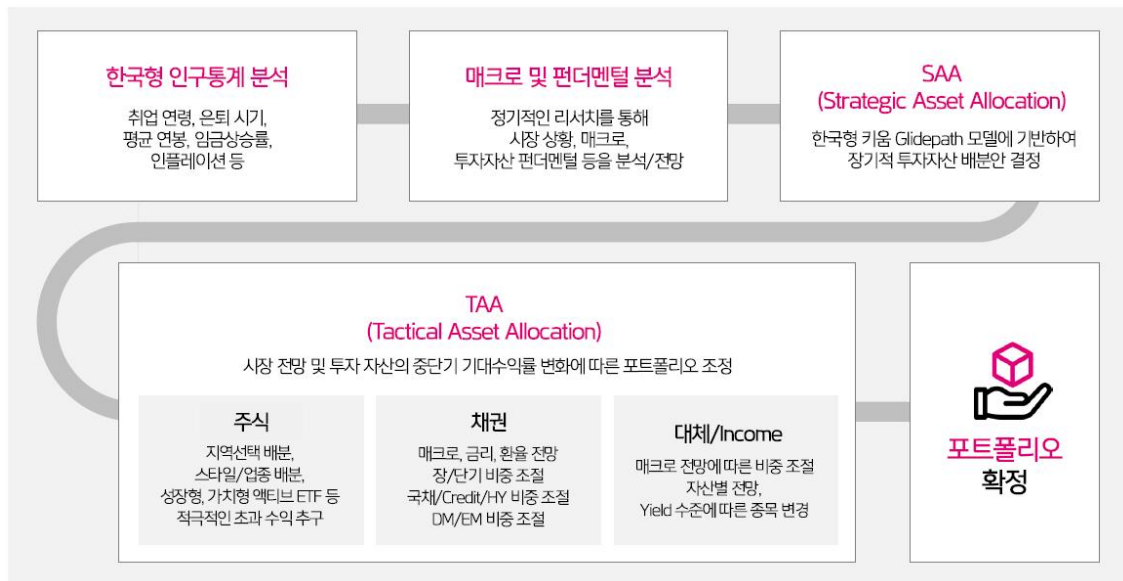 한국형 인구통계 분석
취업 연령, 은퇴 시기,
평균 연봉, 임금상승률,
인플레이션 등
매크로 및 펀더멘털 분석
정기적인 리서치를 통해
시장 상황, 매크로,
투자자산 펀더멘털 등을 분석/전망
SAA
(Strategic Asset Allocation)
한국형 키움 Glidepath 모델에 기반하여
장기적 투자자산 배분안 결정
TAA
(Tactical Asset Allocation)
시장 전망 및 투자 자산의 중단기 기대수익률 변화에 따른 포트폴리오 조정
주식
지역선택 배분,
스타일/업종 배분,
성장형, 가치형 액티브 ETF 등
적극적인 초과 수익 추구
채권
매크로, 금리, 환율 전망
장/단기 비중 조절
국채/Credit/HY 비중 조절
DM/EM 비중 조절
대체/Income
매크로 전망에 따른 비중 조절
자산별 전망,
Yield 수준에 따른 종목 변경
포트폴리오
확정